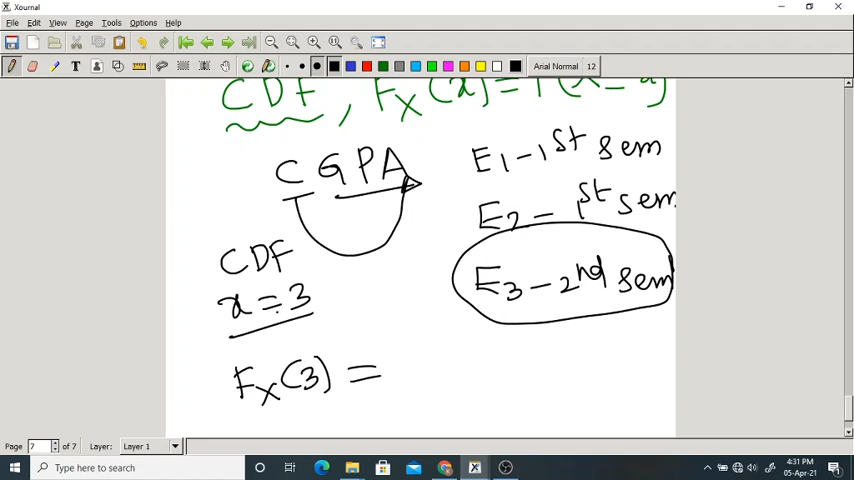 Xournal
File Edit View Page Tools Options Help
Arial Normal 12
CDF, Fx(x)=P(X
CGPA
E1-1st sem
E2-1st sem
E3-2nd sem
CDF
x=3
Fx(3)=
Page 7 of 7 Layer: Layer 1
Type here to search
4:31 PM
05-Apr-21